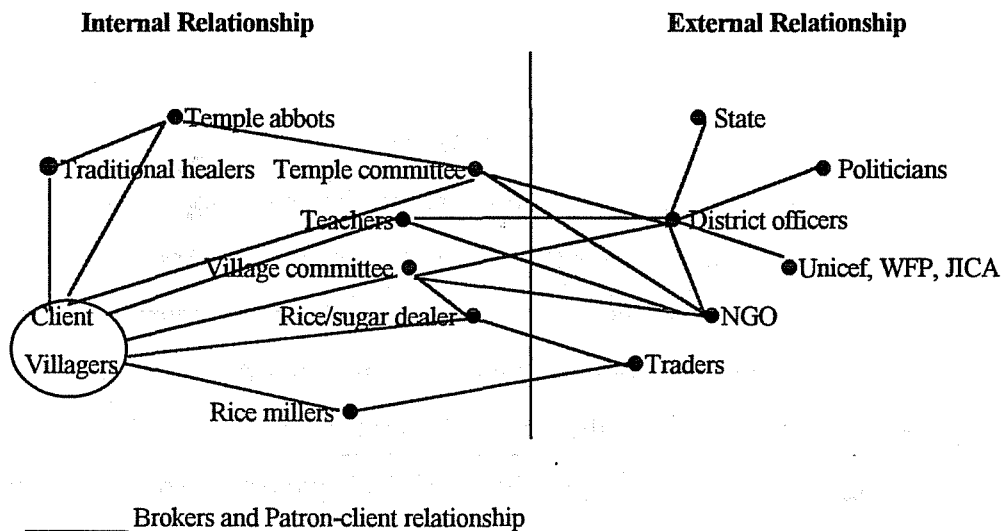 Internal Relationship
External Relationship
Temple abbots
State
Traditional healers
Temple committee
Politicians
Teachers
District officers
Village committee
Unicef, WFP, JICA
Client
Rice/sugar dealer
NGO
Villagers
Traders
Rice millers
Brokers and Patron-client relationship